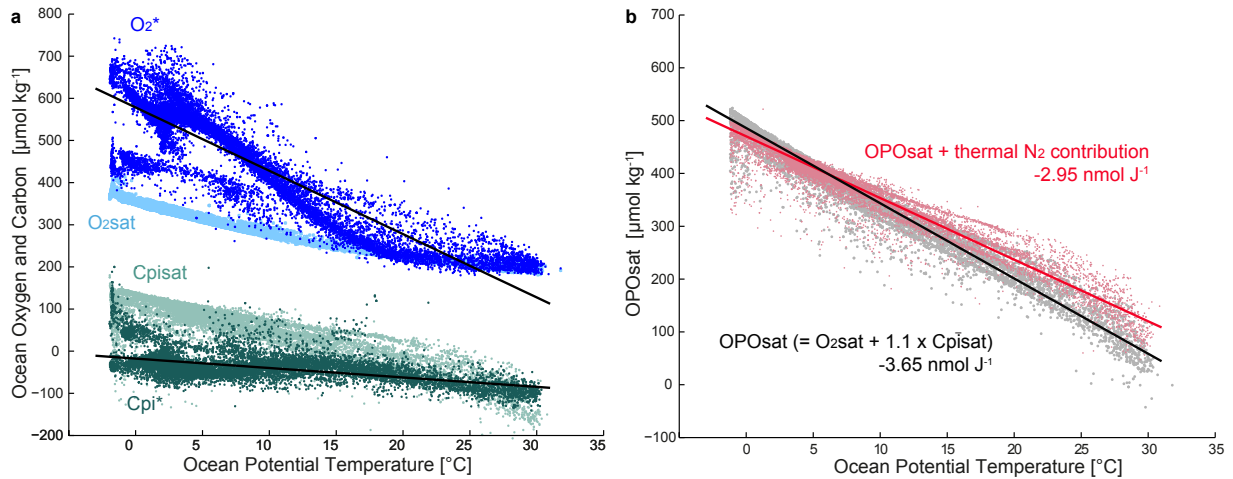 a
800
700
600
500
400
300
200
100
0
−100
−200
Ocean Oxygen and Carbon [µmol kg-1]
O2*
O2sat
Cpisat
Cpi*
0 5 10 15 20 25 30 35
Ocean Potential Temperature [°C]
b
700
600
500
400
300
200
100
0
−100
OPOsat [µmol kg-1]
OPOsat + thermal N2 contribution
-2.95 nmol J-1
OPOsat (= O2sat + 1.1 x Cpisat)
-3.65 nmol J-1
0 5 10 15 20 25 30 35
Ocean Potential Temperature [°C]